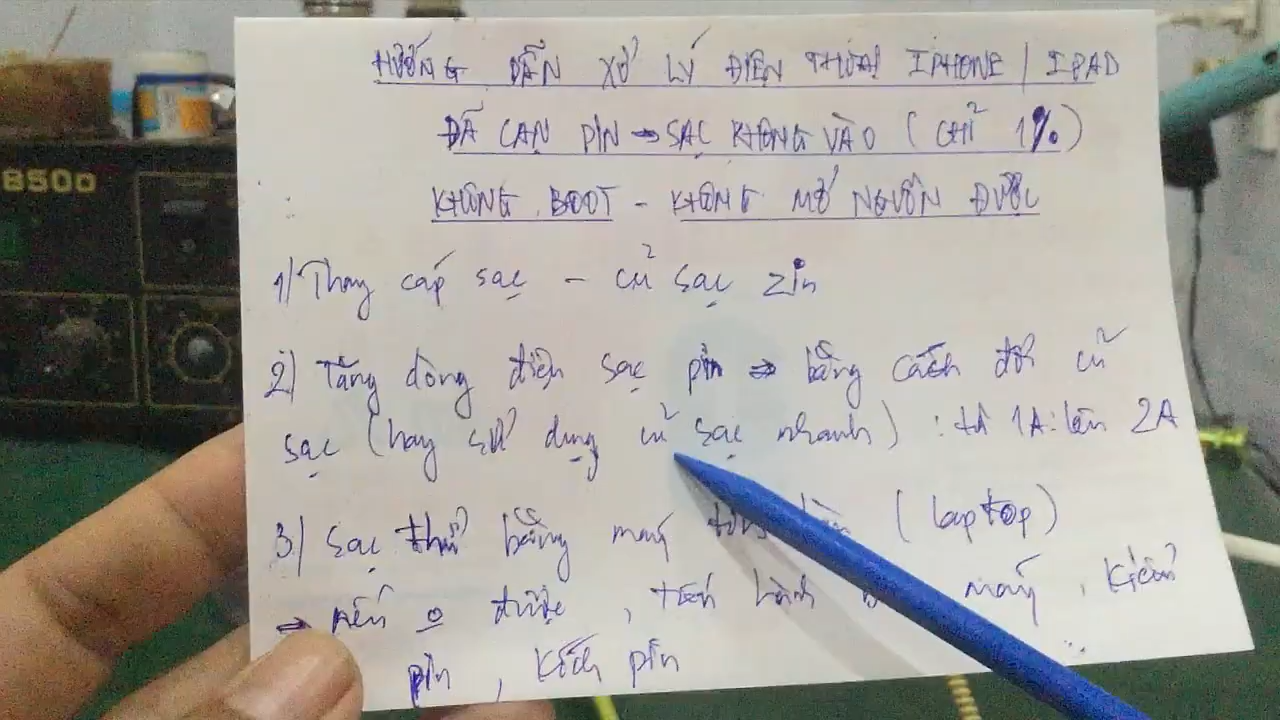 8500
HƯỚNG DẪN XỬ LÝ ĐIỆN THOẠI IPHONE / IPAD
ĐÃ CẠN PIN → SẠC KHÔNG VÀO ( CHỈ 1%)
KHÔNG BOOT - KHÔNG MỞ NGUỒN ĐƯỢC
1/ Thay cáp sạc - củ sạc zin
2) Tăng dòng điện sạc pin ⇒ bằng cách đổi củ
sạc (hay sử dụng củ sạc nhanh) : từ 1A: lên 2A
3) Sạc thử bằng máy (laptop)
⇒ nếu o được, tiến hành máy, kiểm
pin, kích pin